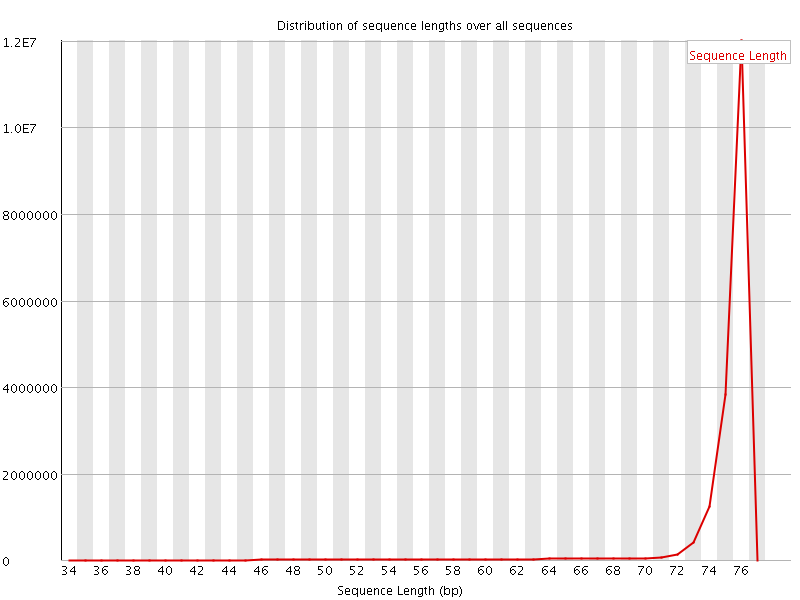 Distribution of sequence lengths over all sequences
1.2E7
Sequence Length
1.0E7
8000000
6000000
4000000
2000000
0
34 36 38 40 42 44 46 48 50 52 54 56 58 60 62 64 66 68 70 72 74 76
Sequence Length (bp)